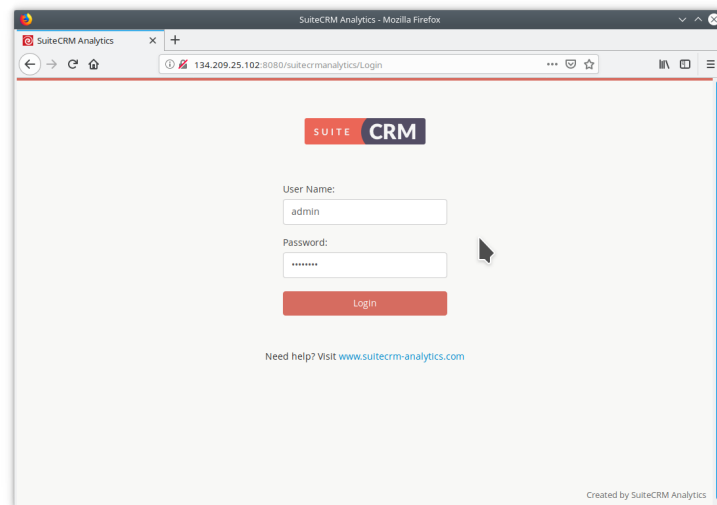 SuiteCRM Analytics - Mozilla Firefox
SuiteCRM Analytics
134.209.25.102:8080/suitecrmanalytics/Login
SUITE CRM
User Name:
admin
Password:
••••••••
Login
Need help? Visit www.suitecrm-analytics.com
Created by SuiteCRM Analytics